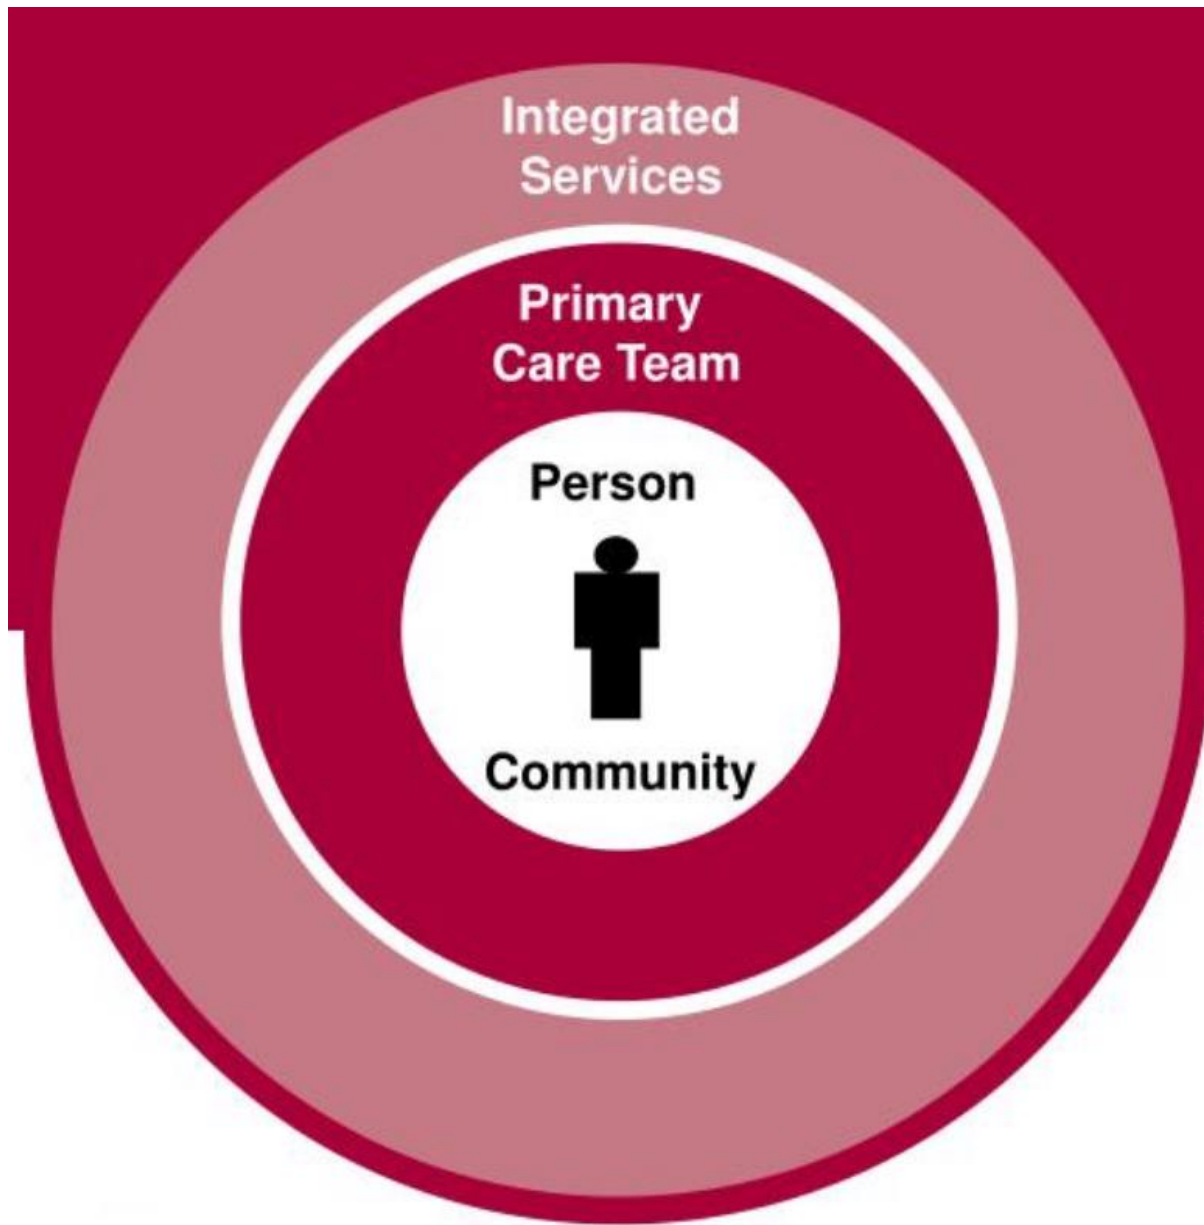 Integrated
Services
Primary
Care Team
Person
Community